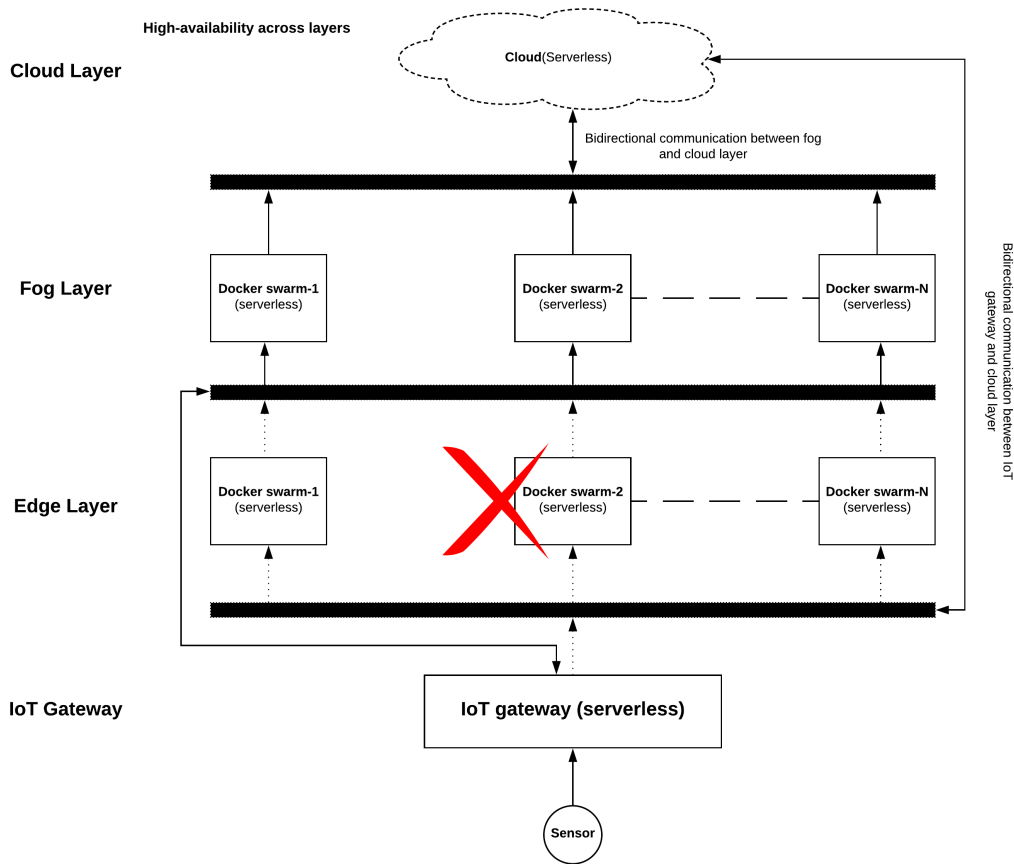 High-availability across layers
Cloud(Serverless)
Cloud Layer
Bidirectional communication between fog
and cloud layer
Fog Layer
Docker swarm-1
(serverless)
Docker swarm-2
(serverless)
Docker swarm-N
(serverless)
Bidirectional communication between IoT
gateway and cloud layer
Edge Layer
Docker swarm-1
(serverless)
Docker swarm-2
(serverless)
Docker swarm-N
(serverless)
IoT Gateway
IoT gateway (serverless)
Sensor